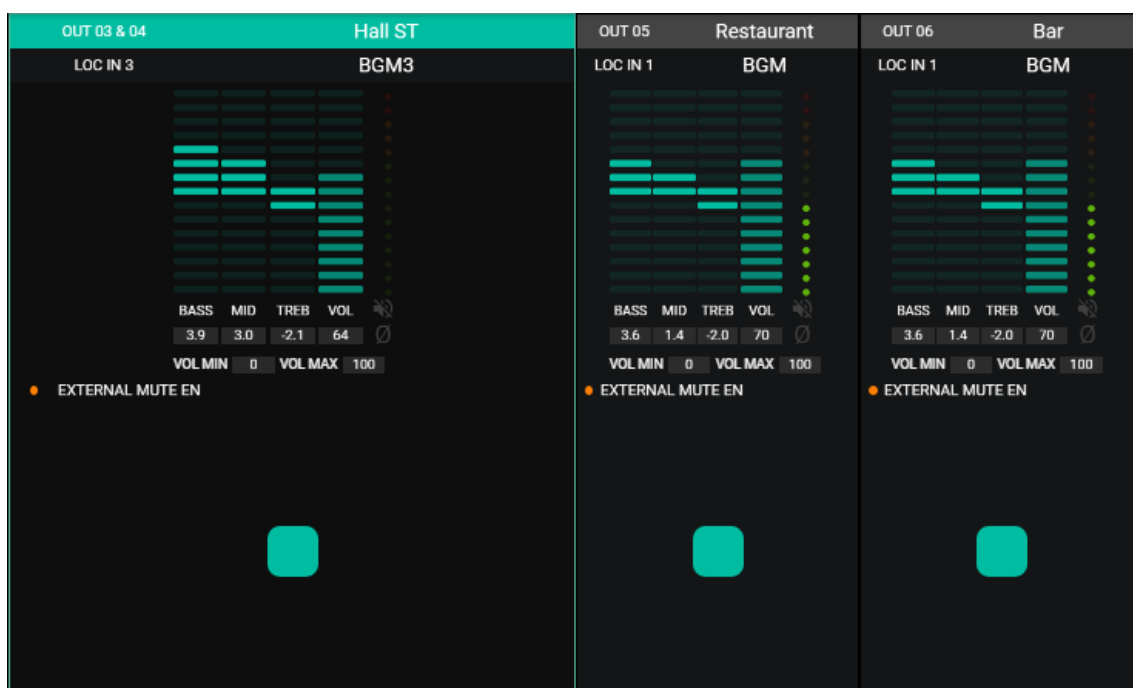 OUT 03 & 04 Hall ST
LOC IN 3 BGM3
BASS MID TREB VOL
3.9 3.0 -2.1 64 Ø
VOL MIN 0 VOL MAX 100
EXTERNAL MUTE EN
OUT 05 Restaurant
LOC IN 1 BGM
BASS MID TREB VOL
3.6 1.4 -2.0 70 Ø
VOL MIN 0 VOL MAX 100
EXTERNAL MUTE EN
OUT 06 Bar
LOC IN 1 BGM
BASS MID TREB VOL
3.6 1.4 -2.0 70 Ø
VOL MIN 0 VOL MAX 100
EXTERNAL MUTE EN